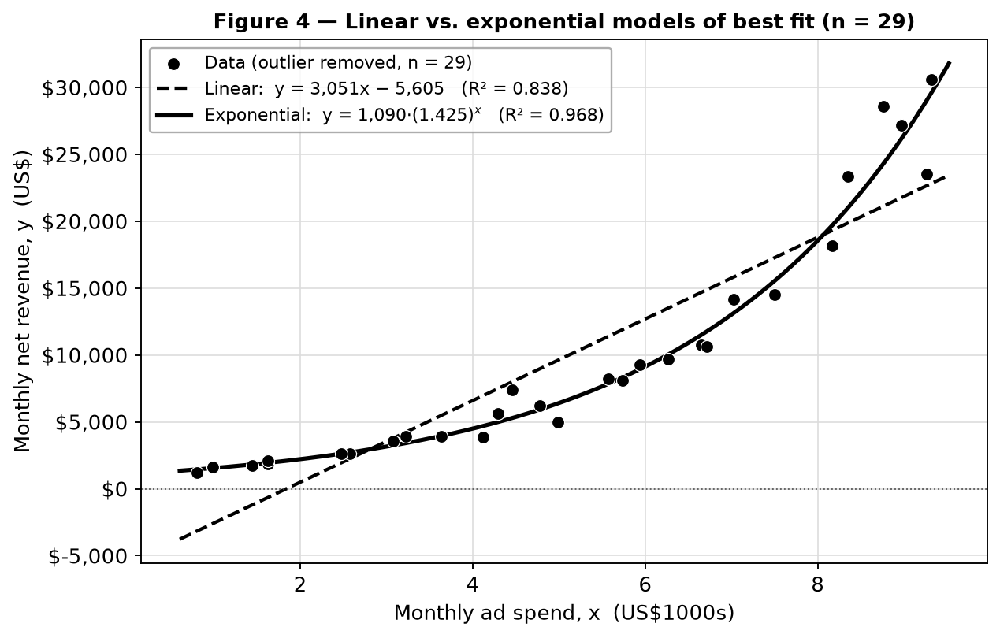 Figure 4 — Linear vs. exponential models of best fit (n = 29)
Data (outlier removed, n = 29)
Linear:  y = 3,051x − 5,605   (R² = 0.838)
Exponential:  y = 1,090·(1.425)ˣ   (R² = 0.968)
Monthly net revenue, y  (US$)
$30,000
$25,000
$20,000
$15,000
$10,000
$5,000
$0
$-5,000
2 4 6 8
Monthly ad spend, x  (US$1000s)